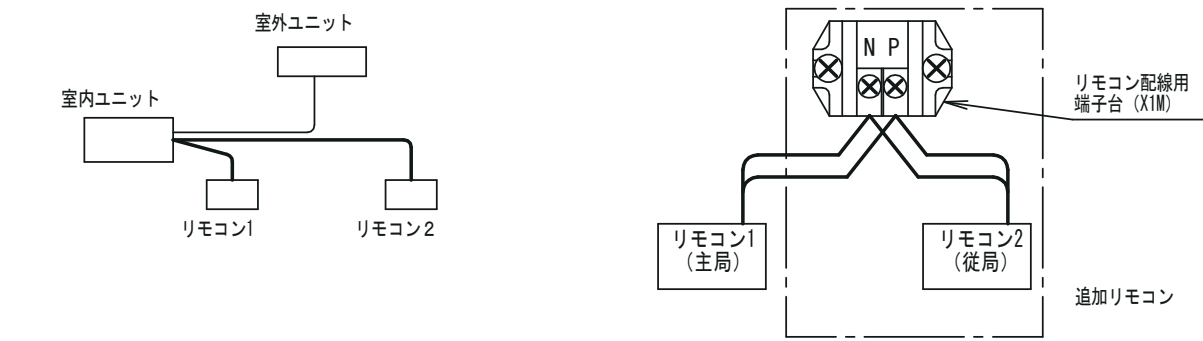 室外ユニット
室内ユニット
リモコン1
リモコン2
N P
リモコン配線用
端子台 (X1M)
リモコン1
(主局)
リモコン2
(従局)
追加リモコン